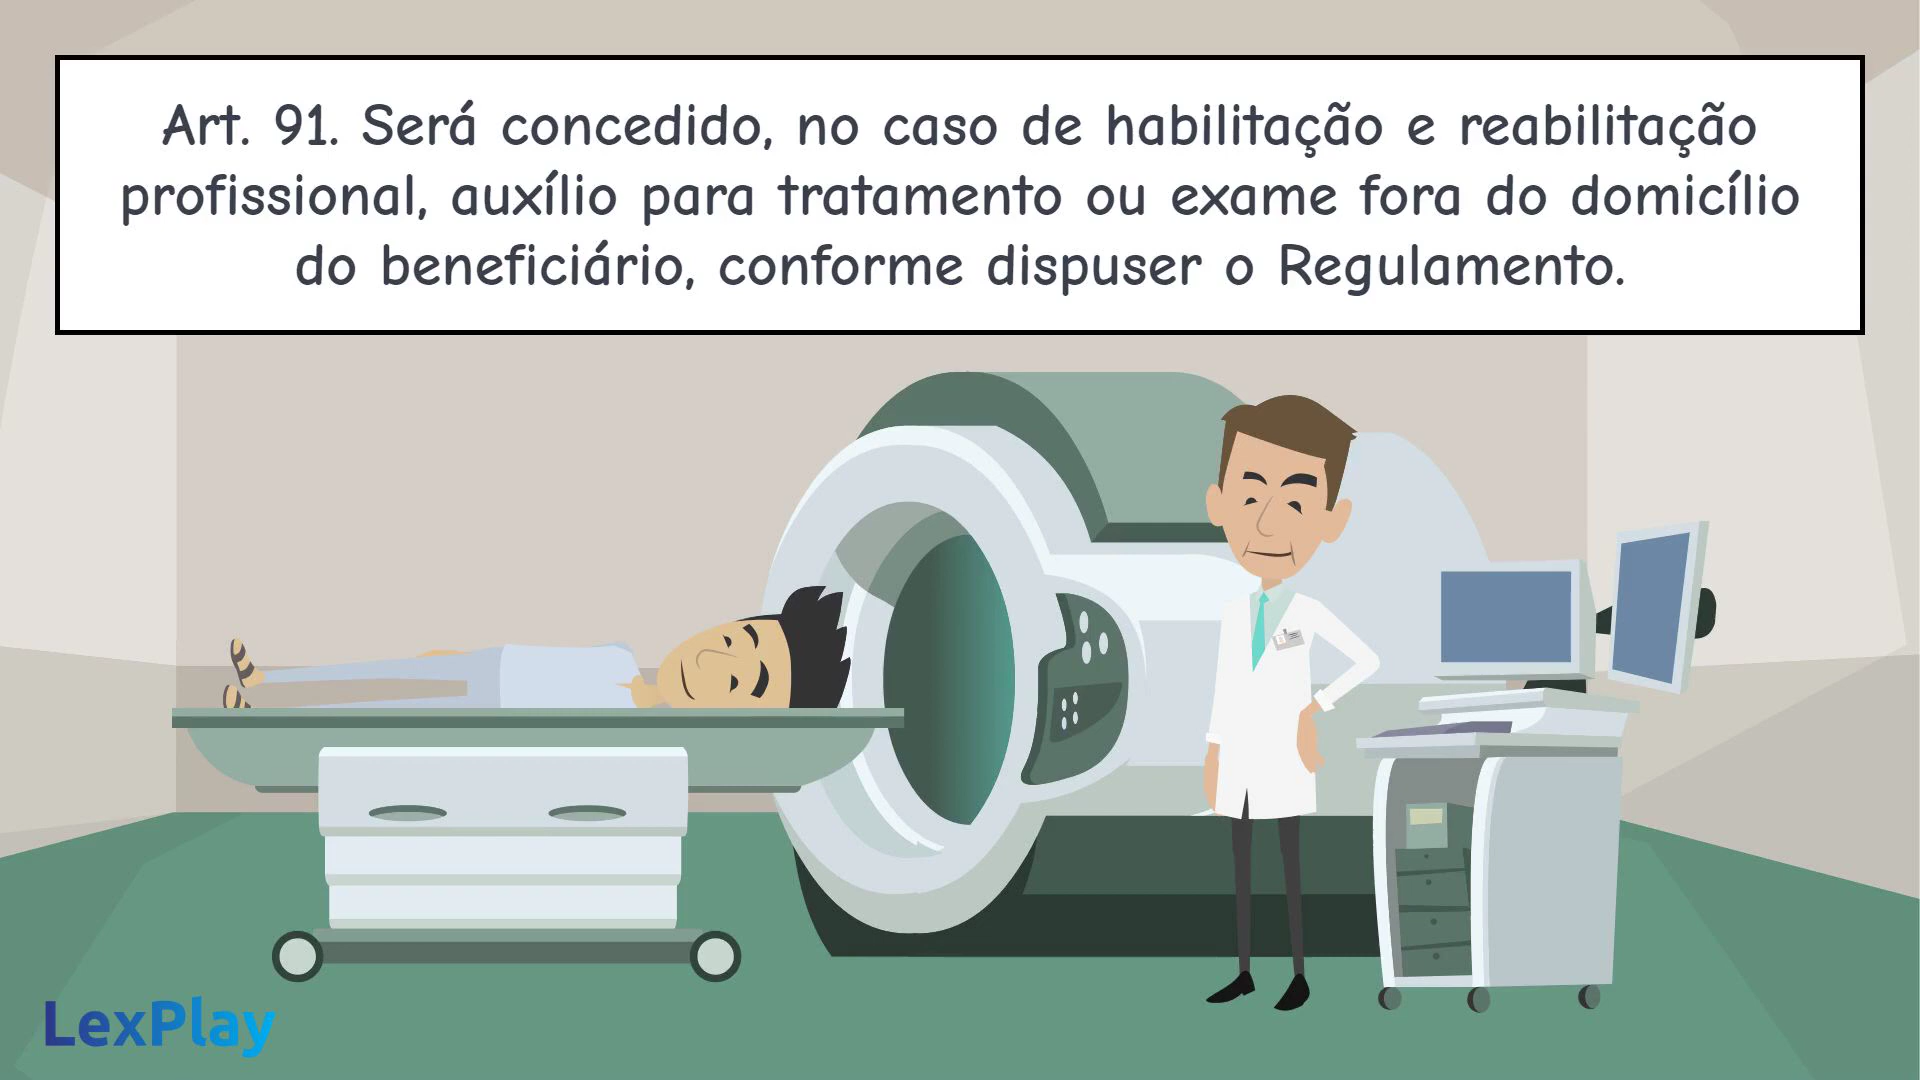 Art. 91. Será concedido, no caso de habilitação e reabilitação
profissional, auxílio para tratamento ou exame fora do domicílio
do beneficiário, conforme dispuser o Regulamento.
LexPlay